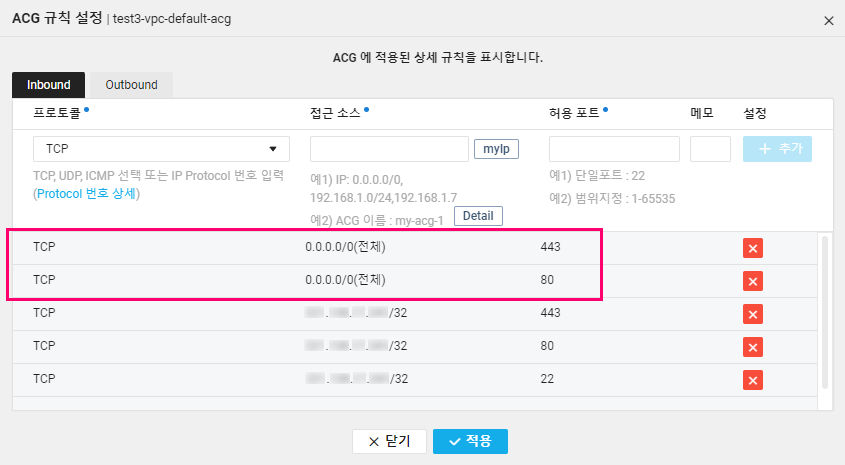 ACG 규칙 설정 | test3-vpc-default-acg
ACG 에 적용된 상세 규칙을 표시합니다.
Inbound Outbound
프로토콜 접근 소스 허용 포트 메모 설정
TCP myIp 추가
TCP, UDP, ICMP 선택 또는 IP Protocol 번호 입력
(Protocol 번호 상세)
예1) IP: 0.0.0.0/0,
192.168.1.0/24,192.168.1.7
예2) ACG 이름 : my-acg-1 Detail
예1) 단일포트 : 22
예2) 범위지정 : 1-65535
TCP 0.0.0.0/0(전체) 443
TCP 0.0.0.0/0(전체) 80
TCP /32 443
TCP /32 80
TCP /32 22
닫기 적용